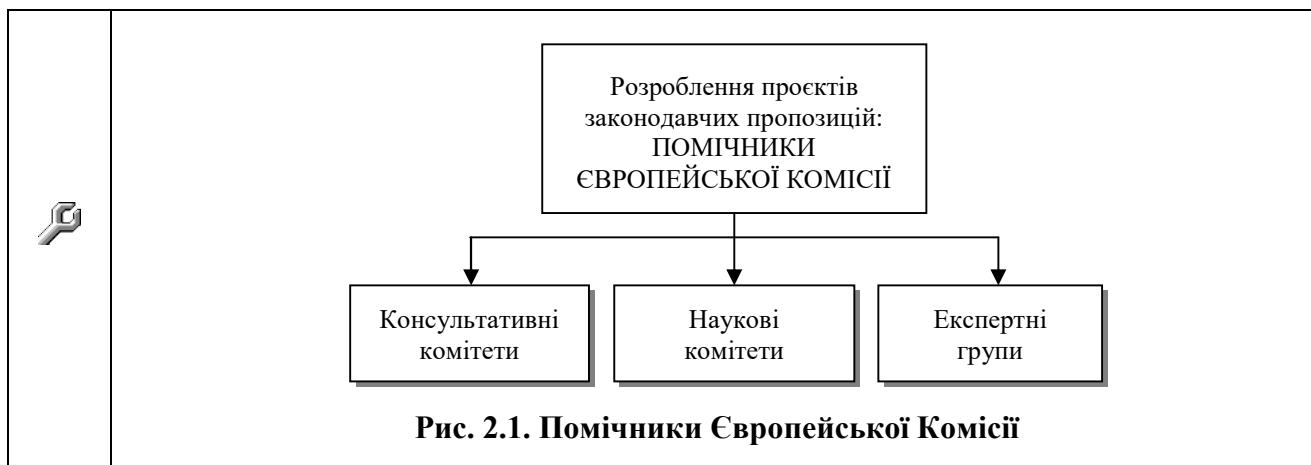 Розроблення проєктів
законодавчих пропозицій:
ПОМІЧНИКИ
ЄВРОПЕЙСЬКОЇ КОМІСІЇ
Консультативні
комітети
Наукові
комітети
Експертні
групи
Рис. 2.1. Помічники Європейської Комісії